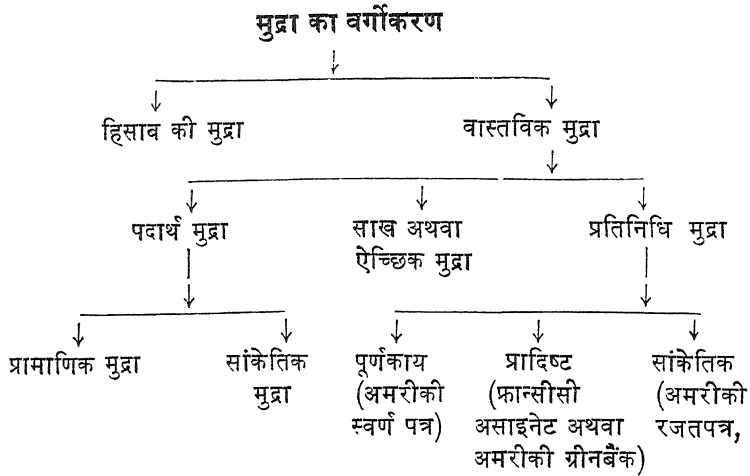 मुद्रा का वर्गीकरण
हिसाब की मुद्रा
वास्तविक मुद्रा
पदार्थ मुद्रा
साख अथवा
ऐच्छिक मुद्रा
प्रतिनिधि मुद्रा
प्रामाणिक मुद्रा
सांकेतिक
मुद्रा
पूर्णकाय
(अमरीकी
स्वर्ण पत्र)
प्रादिष्ट
(फ्रान्सीसी
असाइनेट अथवा
अमरीकी ग्रीनबैंक)
सांकेतिक
(अमरीकी
रजतपत्र,